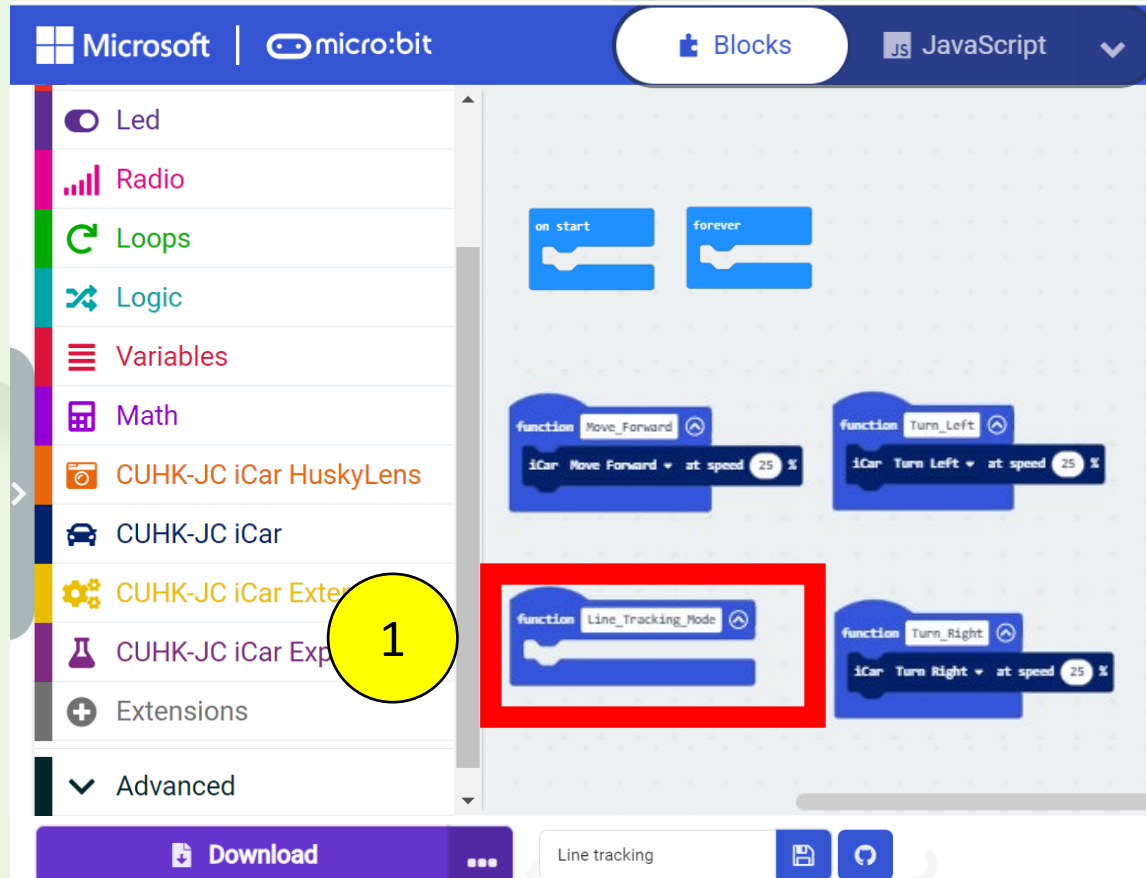 Microsoft micro:bit Blocks JS JavaScript
Led
Radio
Loops
Logic
Variables
Math
CUHK-JC iCar HuskyLens
CUHK-JC iCar
CUHK-JC iCar Exte
CUHK-JC iCar Exp
Extensions
Advanced
1
on start
forever
function Move_Forward
iCar Move Forward at speed 25 %
function Turn_Left
iCar Turn Left at speed 25 %
function Line_Tracking_Mode
function Turn_Right
iCar Turn Right at speed 25 %
Download
Line tracking